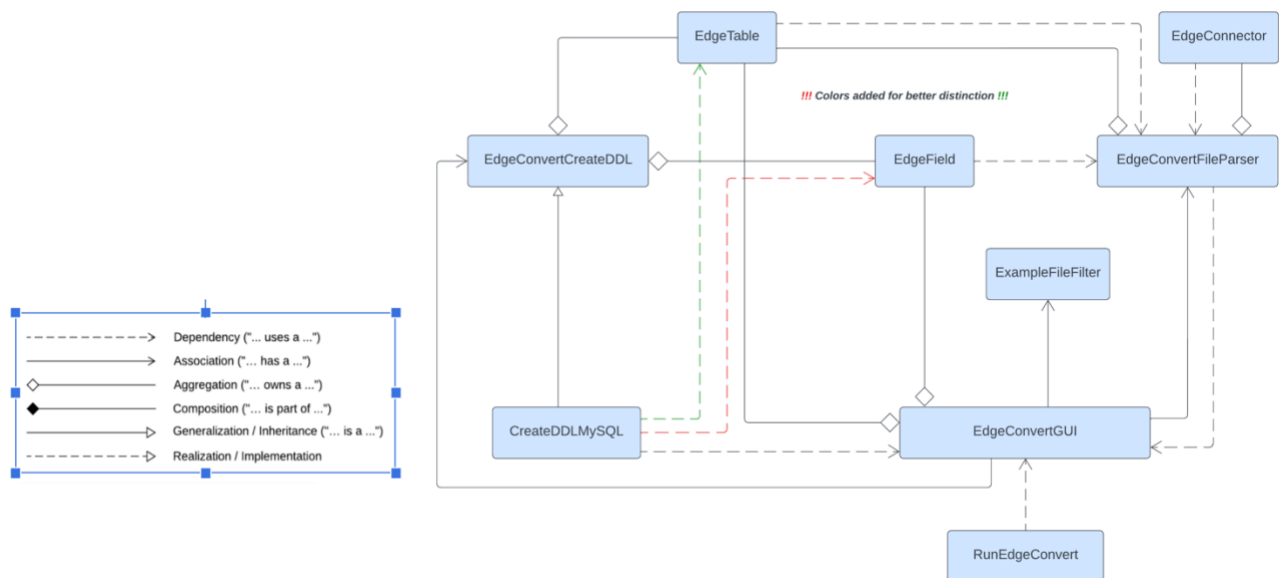 EdgeTable
EdgeConnector
!!! Colors added for better distinction !!!
EdgeConvertCreateDDL
EdgeField
EdgeConvertFileParser
ExampleFileFilter
Dependency ("... uses a ...")
Association ("... has a ...")
Aggregation ("... owns a ...")
Composition ("... is part of ...")
Generalization / Inheritance ("... is a ...")
Realization / Implementation
CreateDDLMySQL
EdgeConvertGUI
RunEdgeConvert